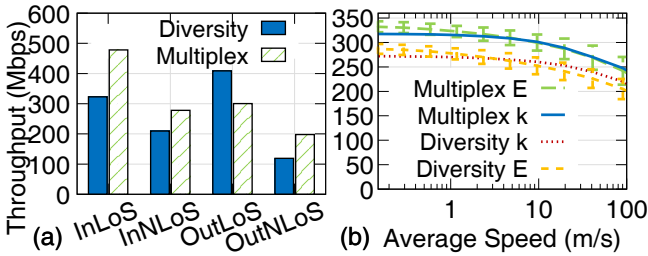 Throughput (Mbps)
600
500
400
300
200
100
0
Diversity
Multiplex
InLoS
InNLoS
OutLoS
OutNLoS
(a)
350
300
250
200
150
100
50
0
Multiplex E
Multiplex k
Diversity k
Diversity E
1
10
100
(b) Average Speed (m/s)